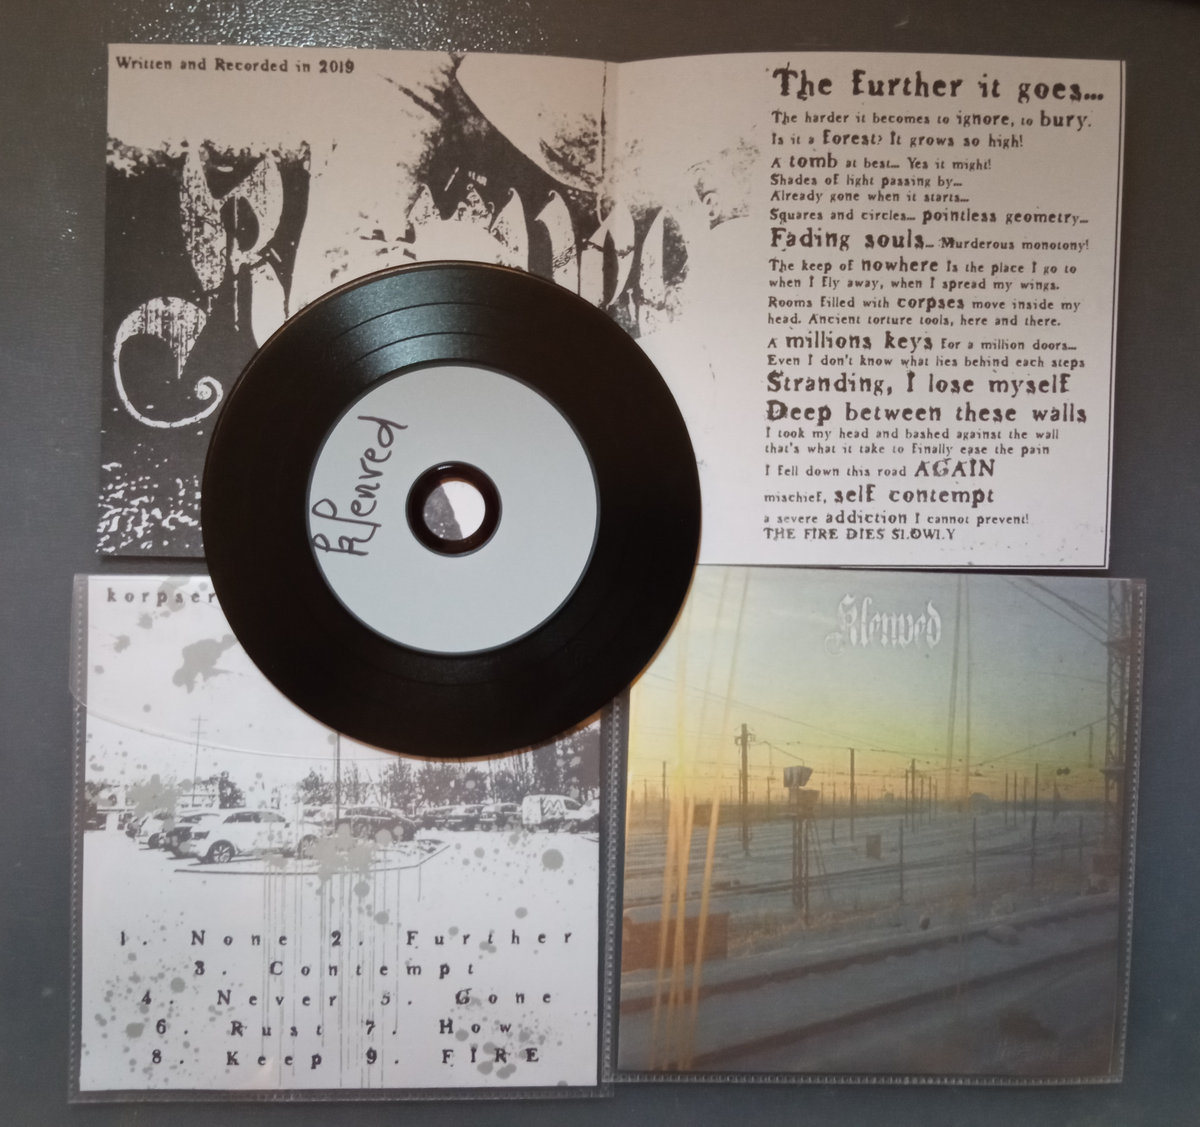 Written and Recorded in 2019
The further it goes...
The harder it becomes to ignore, to bury.
Is it a forest? It grows so high!
A tomb at best... Yes it might!
Shades of light passing by...
Already gone when it starts...
Squares and circles... pointless geometry...
Fading souls... Murderous monotony!
The keep of nowhere Is the place I go to
when I fly away, when I spread my wings.
Rooms filled with corpses move inside my
head. Ancient torture tools, here and there.
A millions keys for a million doors...
Even I don't know what lies behind each steps
Stranding, I lose myself
Deep between these walls
I took my head and bashed against the wall
that's what it take to finally ease the pain
I fell down this road AGAIN
mischief, self contempt
a severe addiction I cannot prevent!
THE FIRE DIES SLOWLY
Klenved
korpser
1. None 2. Further
3. Contempt
4. Never 5. Gone
6. Rust 7. How
8. Keep 9. FIRE
Klenved